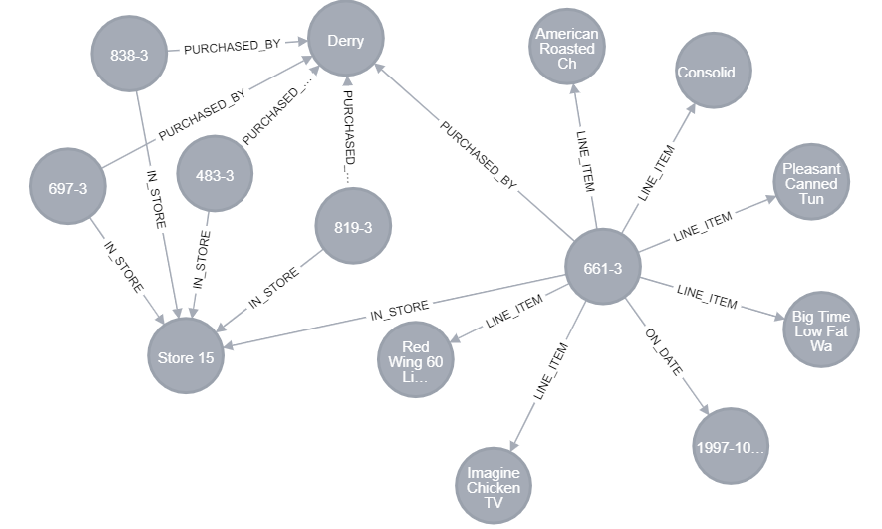 838-3
PURCHASED_BY
Derry
American
Roasted
Ch
Consolid
PURCHASED_BY
PURCHASED_...
PURCHASED_...
PURCHASED_BY
LINE_ITEM
LINE_ITEM
Pleasant
Canned
Tun
697-3
IN_STORE
483-3
819-3
LINE_ITEM
IN_STORE
IN_STORE
IN_STORE
661-3
LINE_ITEM
Big Time
Low Fat
Wa
IN_STORE
LINE_ITEM
Store 15
Red
Wing 60
Li...
LINE_ITEM
ON_DATE
1997-10...
Imagine
Chicken
TV